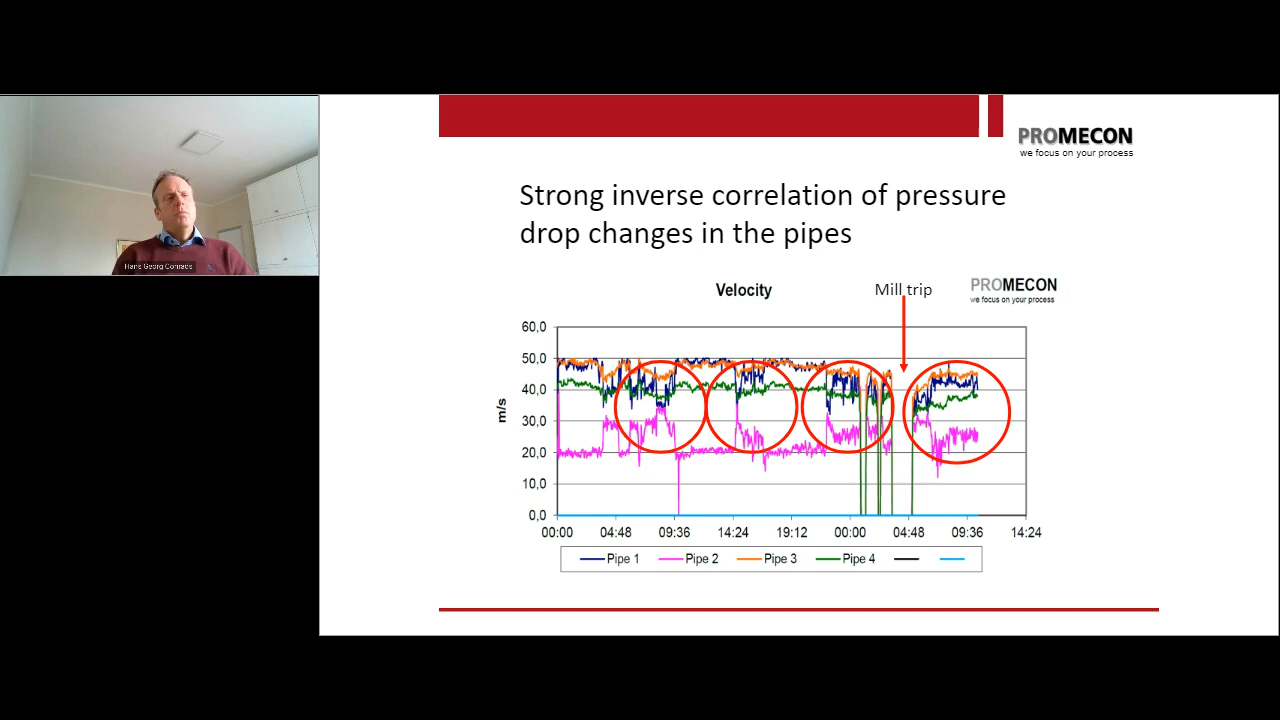 PROMECON
we focus on your process
Strong inverse correlation of pressure
drop changes in the pipes
Hans Georg Conrads
Velocity
Mill trip
PROMECON
we focus on your process
60,0
50,0
40,0
30,0
20,0
10,0
0,0
m/s
00:00 04:48 09:36 14:24 19:12 00:00 04:48 09:36 14:24
Pipe 1 Pipe 2 Pipe 3 Pipe 4